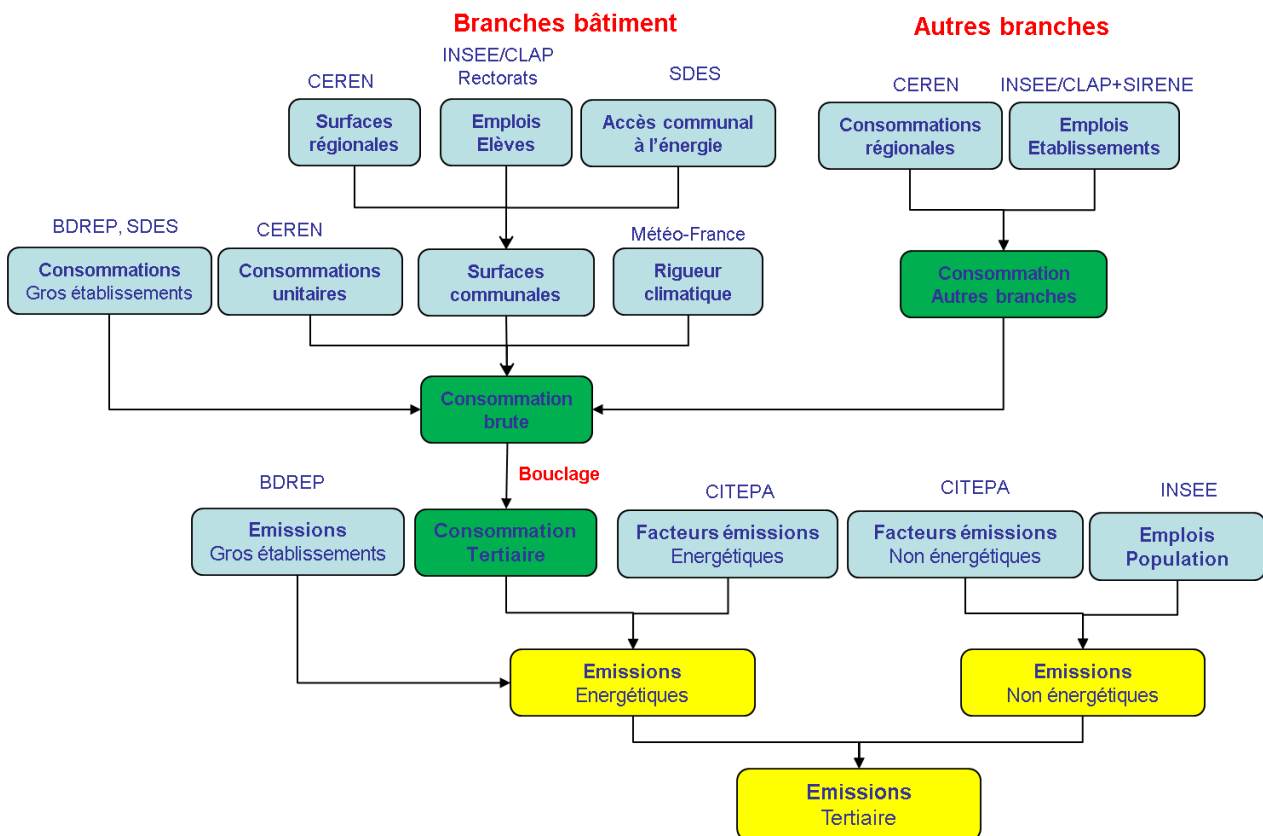 Branches bâtiment
Autres branches
CEREN
INSEE/CLAP
Rectorats
SDES
CEREN
INSEE/CLAP+SIRENE
Surfaces
régionales
Emplois
Elèves
Accès communal
à l'énergie
Consommations
régionales
Emplois
Etablissements
BDREP, SDES
CEREN
Météo-France
Consommations
Gros établissements
Consommations
unitaires
Surfaces
communales
Rigueur
climatique
Consommation
Autres branches
Consommation
brute
Bouclage
BDREP
CITEPA
CITEPA
INSEE
Emissions
Gros établissements
Consommation
Tertiaire
Facteurs émissions
Energétiques
Facteurs émissions
Non énergétiques
Emplois
Population
Emissions
Energétiques
Emissions
Non énergétiques
Emissions
Tertiaire